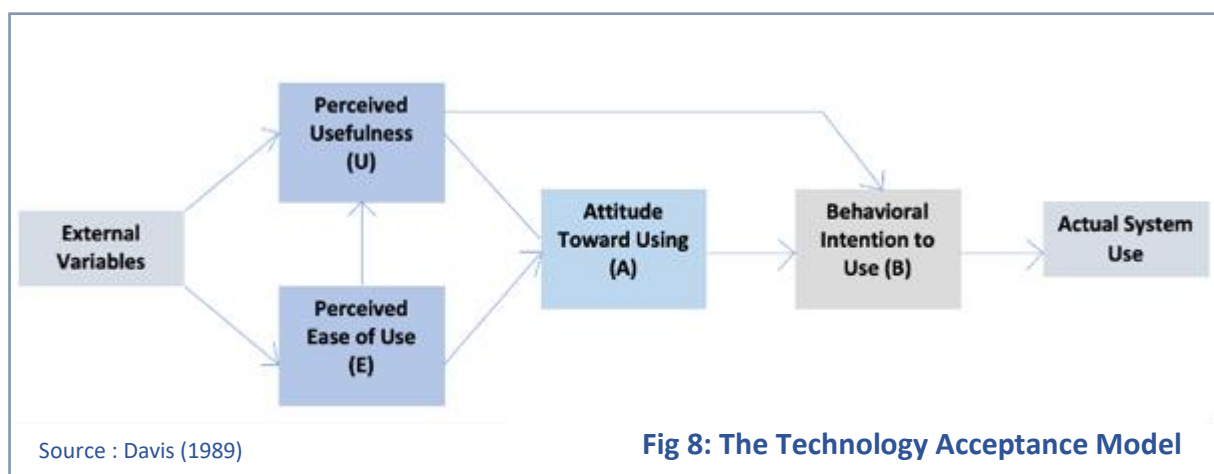 Perceived
Usefulness
(U)
External
Variables
Perceived
Ease of Use
(E)
Attitude
Toward Using
(A)
Behavioral
Intention to
Use (B)
Actual System
Use
Source : Davis (1989)
Fig 8: The Technology Acceptance Model